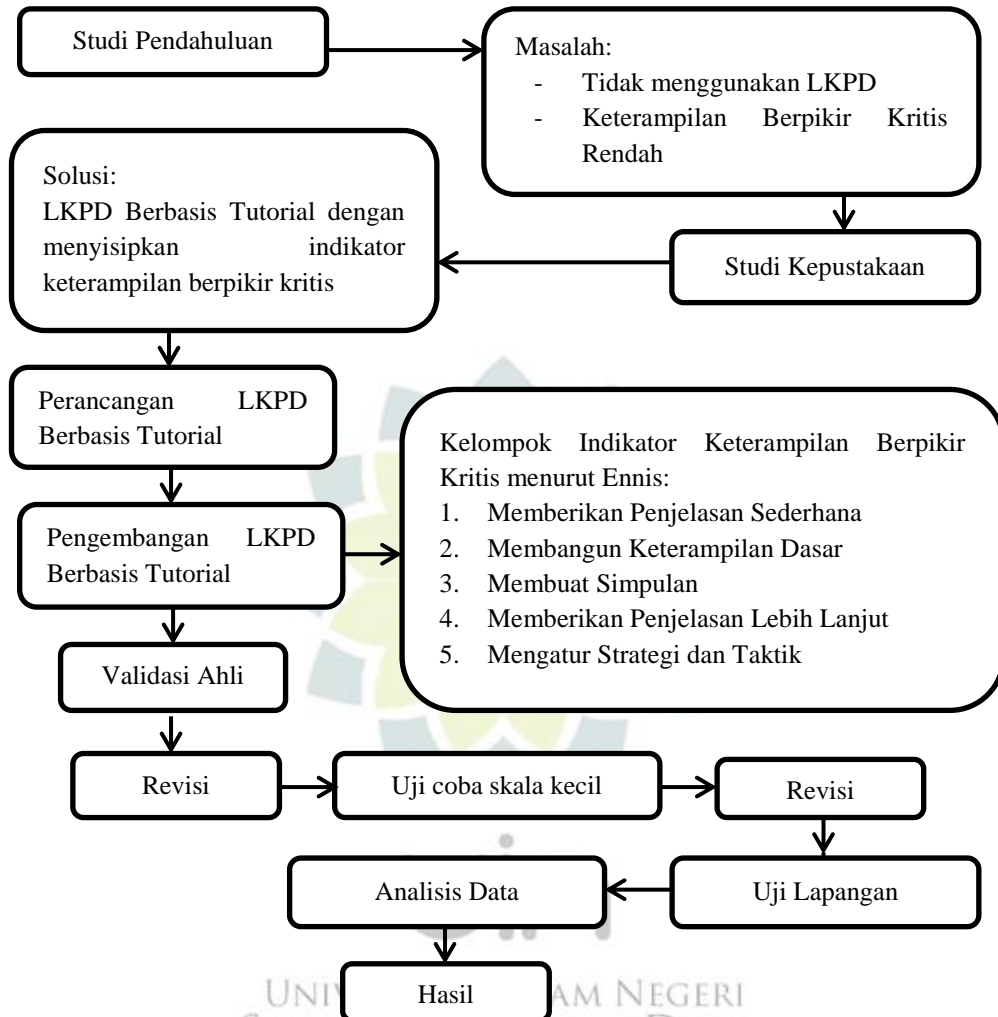 Studi Pendahuluan
Masalah:
- Tidak menggunakan LKPD
- Keterampilan Berpikir Kritis
Rendah
Studi Kepustakaan
Solusi:
LKPD Berbasis Tutorial dengan
menyisipkan indikator
keterampilan berpikir kritis
Perancangan LKPD
Berbasis Tutorial
Pengembangan LKPD
Berbasis Tutorial
Kelompok Indikator Keterampilan Berpikir
Kritis menurut Ennis:
1. Memberikan Penjelasan Sederhana
2. Membangun Keterampilan Dasar
3. Membuat Simpulan
4. Memberikan Penjelasan Lebih Lanjut
5. Mengatur Strategi dan Taktik
Validasi Ahli
Revisi
Uji coba skala kecil
Revisi
Uji Lapangan
Analisis Data
Hasil
NEGERI